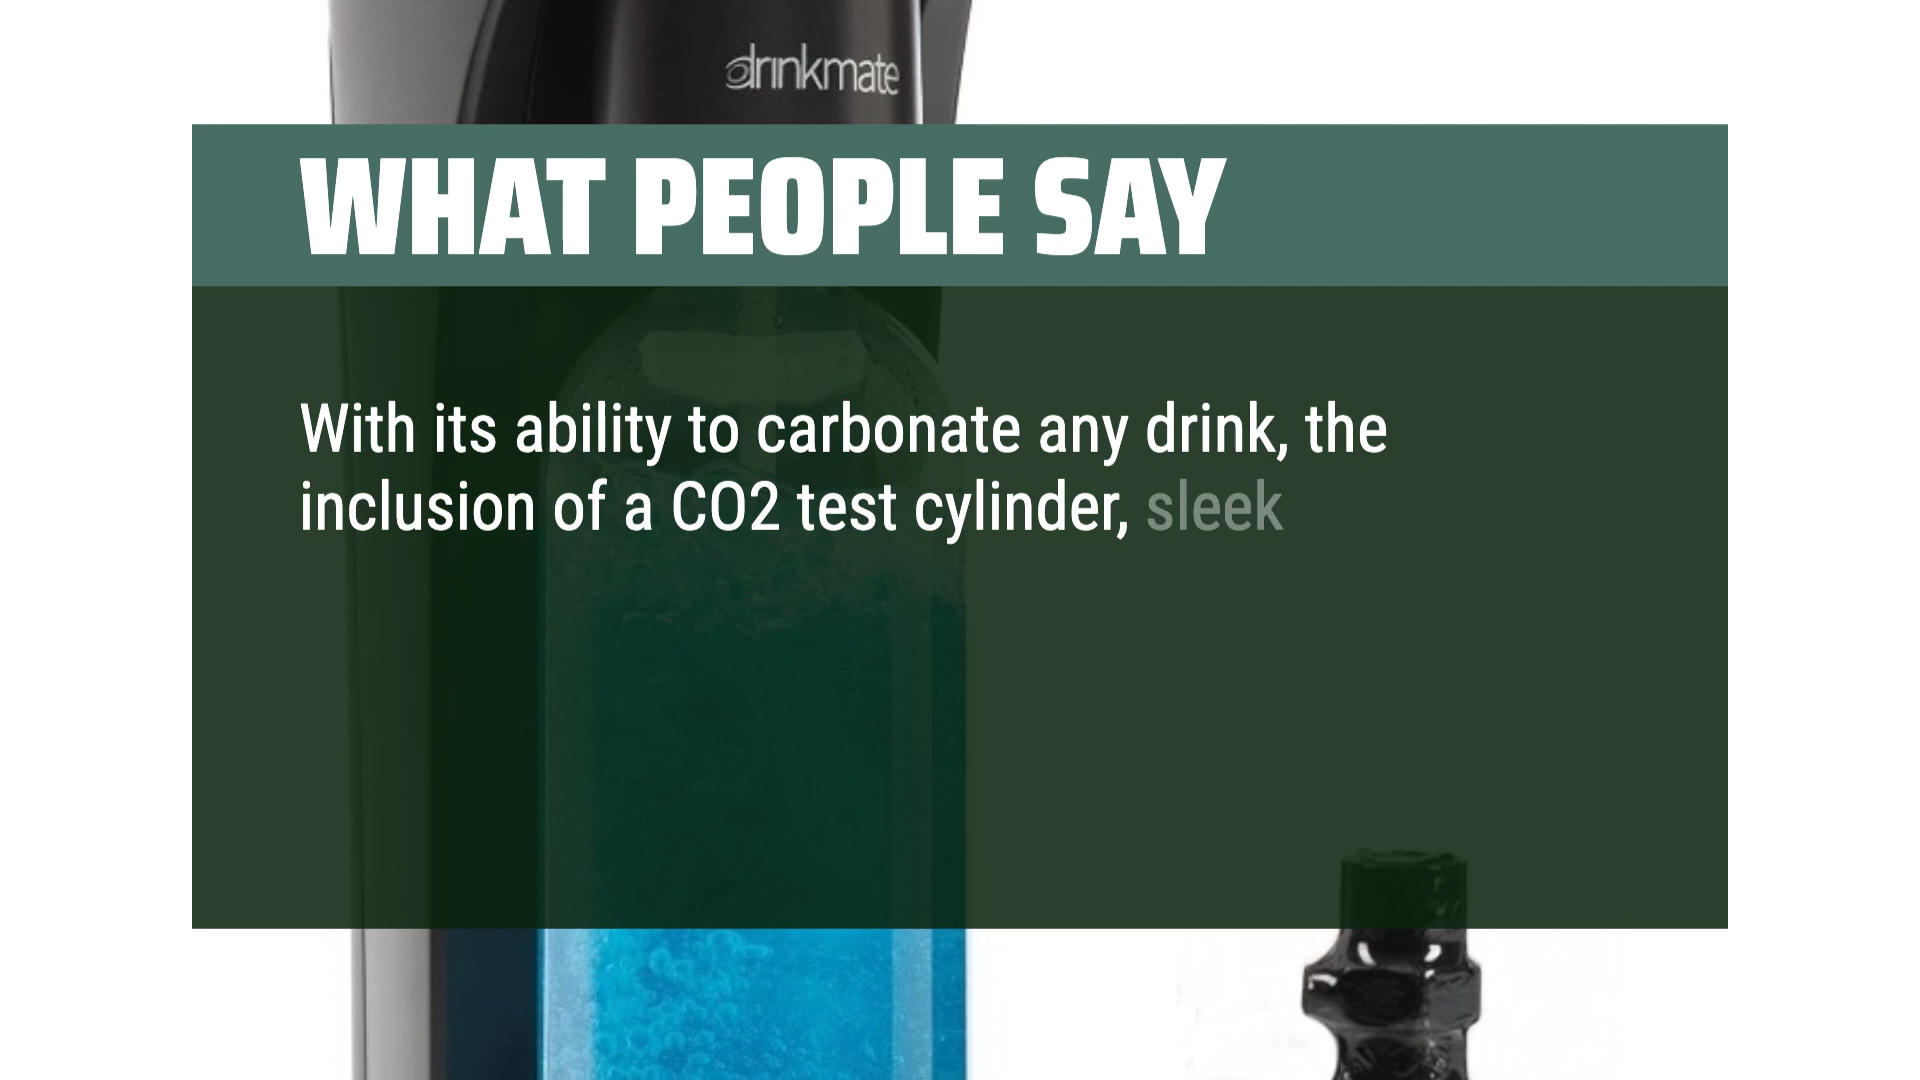 drinkmate
WHAT PEOPLE SAY
With its ability to carbonate any drink, the
inclusion of a CO2 test cylinder, sleek